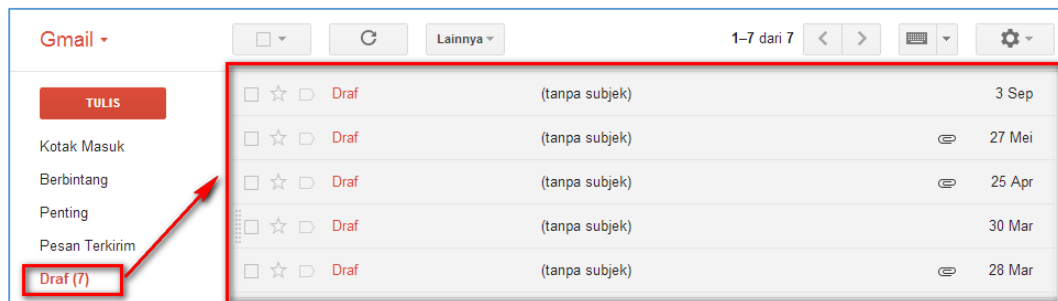 Gmail
Lainnya
1–7 dari 7
TULIS
Kotak Masuk
Berbintang
Penting
Pesan Terkirim
Draf (7)
Draf (tanpa subjek) 3 Sep
Draf (tanpa subjek) 27 Mei
Draf (tanpa subjek) 25 Apr
Draf (tanpa subjek) 30 Mar
Draf (tanpa subjek) 28 Mar